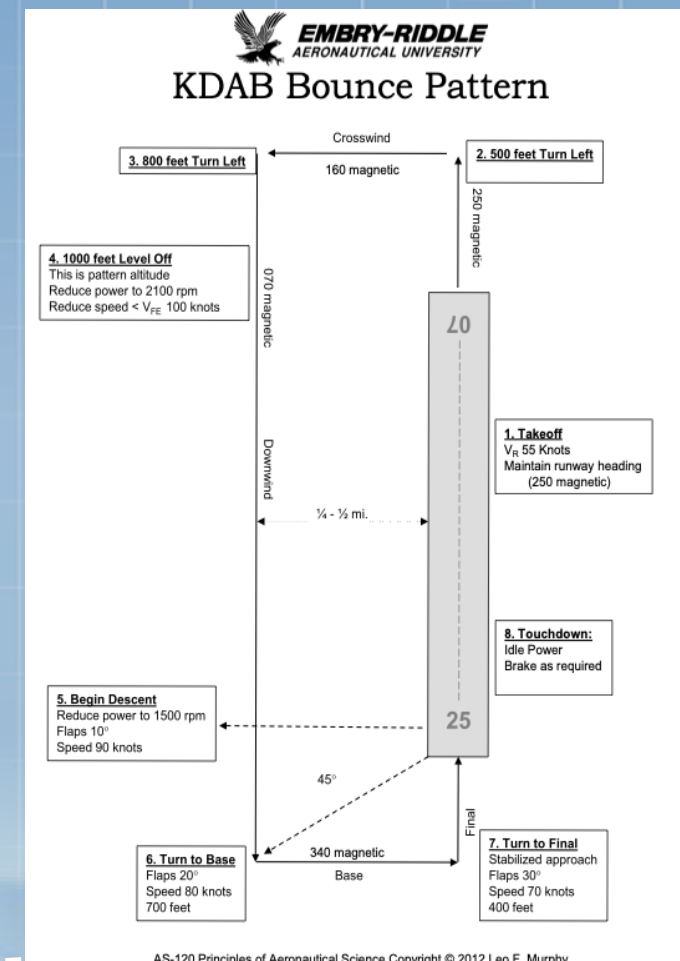 EMBRY-RIDDLE
AERONAUTICAL UNIVERSITY
KDAB Bounce Pattern
Crosswind
3. 800 feet Turn Left
160 magnetic
2. 500 feet Turn Left
250 magnetic
4. 1000 feet Level Off
This is pattern altitude
Reduce power to 2100 rpm
Reduce speed < VFE 100 knots
070 magnetic
07
1. Takeoff
VR 55 Knots
Maintain runway heading
(250 magnetic)
Downwind
¼ - ½ mi.
8. Touchdown:
Idle Power
Brake as required
5. Begin Descent
Reduce power to 1500 rpm
Flaps 10°
Speed 90 knots
25
45°
Final
6. Turn to Base
Flaps 20°
Speed 80 knots
700 feet
340 magnetic
Base
7. Turn to Final
Stabilized approach
Flaps 30°
Speed 70 knots
400 feet
AS-120 Principles of Aeronautical Science Copyright © 2012 Leo F. Murphy